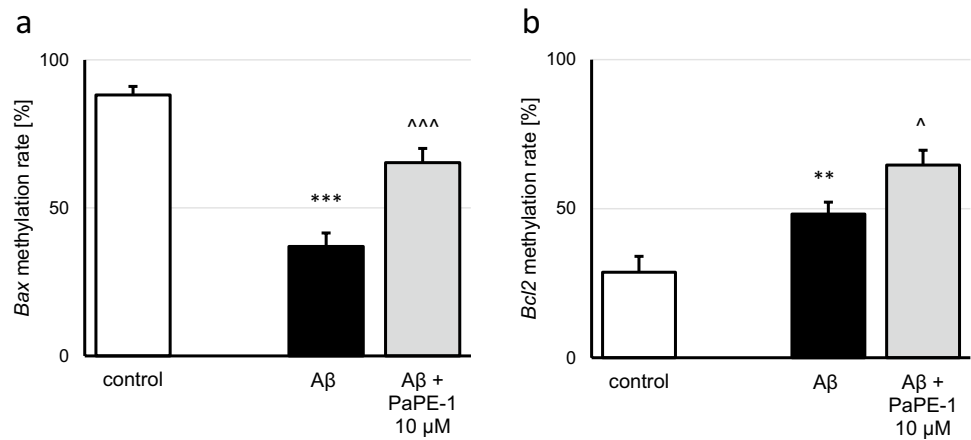 a
Bax methylation rate [%]
100
50
0
***
^^^
control
Aβ
Aβ +
PaPE-1
10 µM
b
Bcl2 methylation rate [%]
100
50
0
**
^
control
Aβ
Aβ +
PaPE-1
10 µM